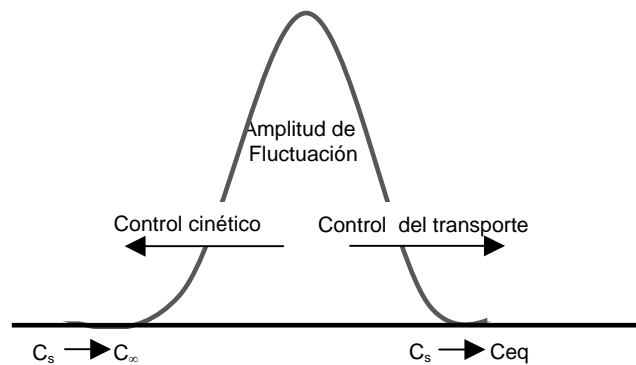 Amplitud de
Fluctuación
Control cinético
Control del transporte
Cs → C∞
Cs → Ceq